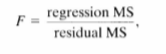 F = regression MS / residual MS,